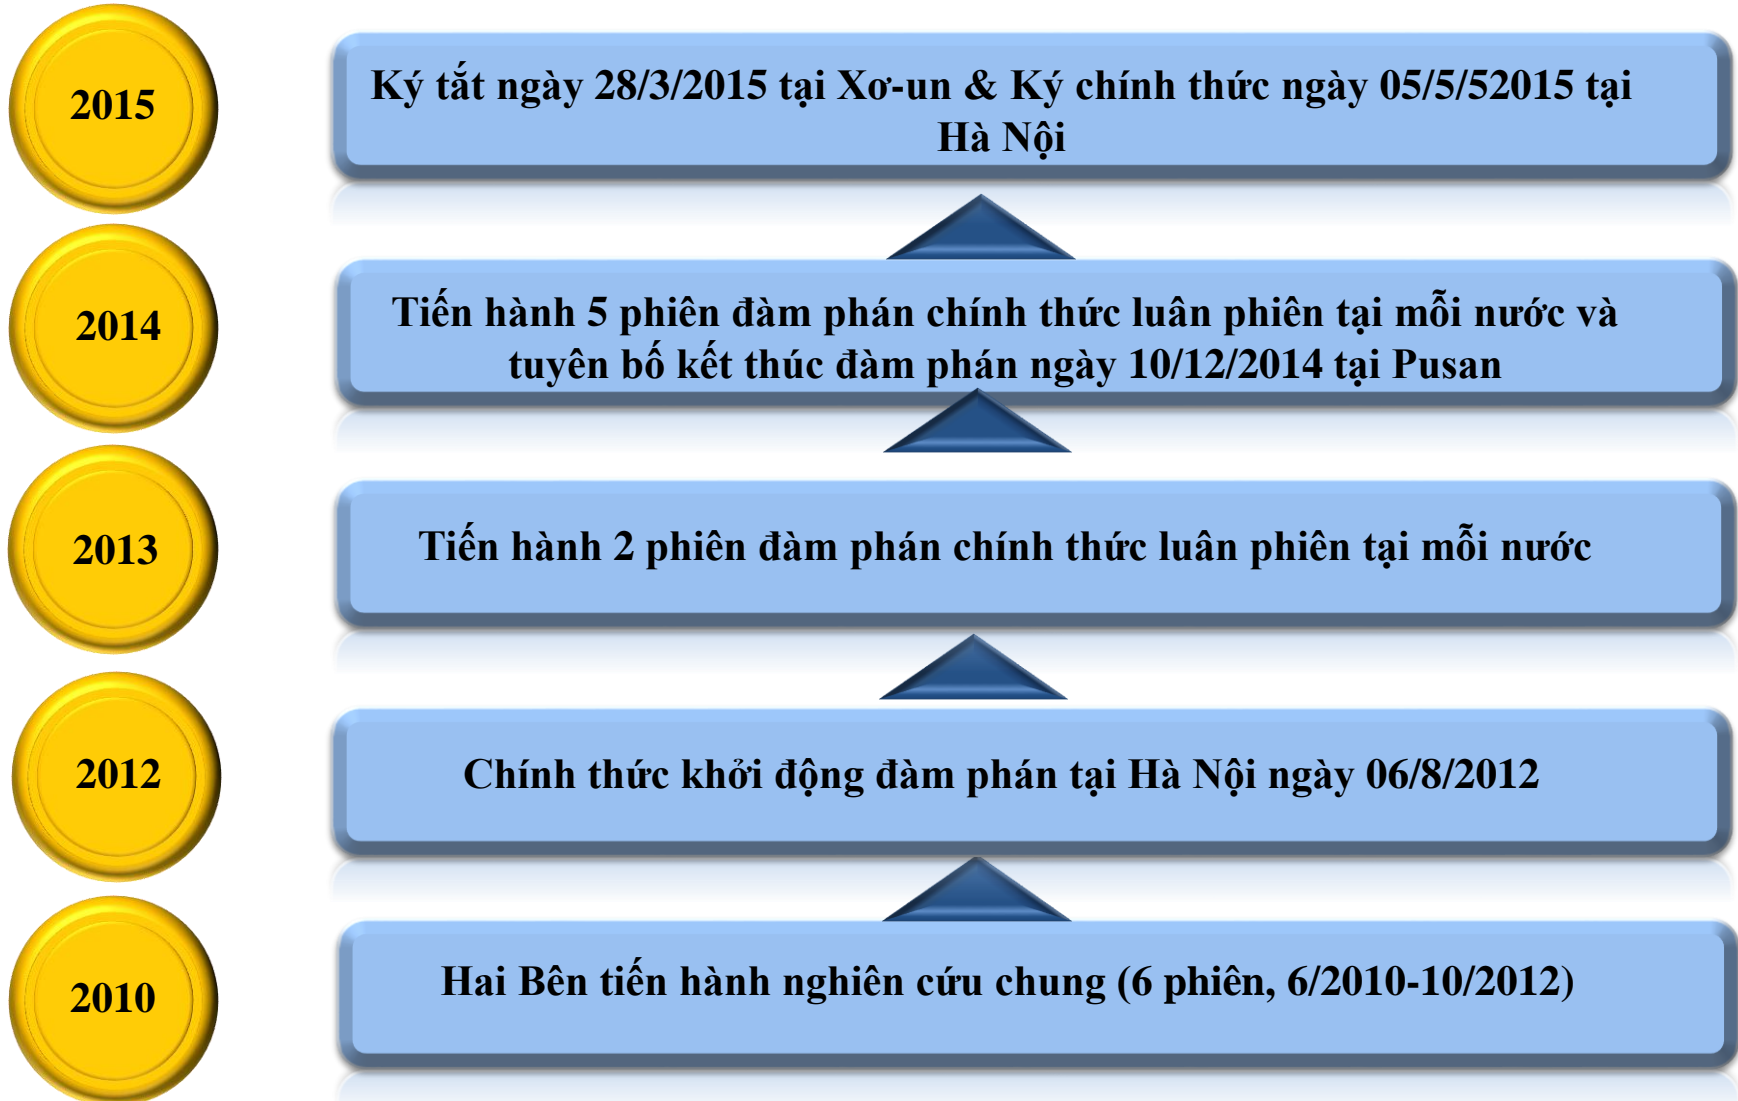 2015
Ký tắt ngày 28/3/2015 tại Xơ-un & Ký chính thức ngày 05/5/52015 tại
Hà Nội
2014
Tiến hành 5 phiên đàm phán chính thức luân phiên tại mỗi nước và
tuyên bố kết thúc đàm phán ngày 10/12/2014 tại Pusan
2013
Tiến hành 2 phiên đàm phán chính thức luân phiên tại mỗi nước
2012
Chính thức khởi động đàm phán tại Hà Nội ngày 06/8/2012
2010
Hai Bên tiến hành nghiên cứu chung (6 phiên, 6/2010-10/2012)